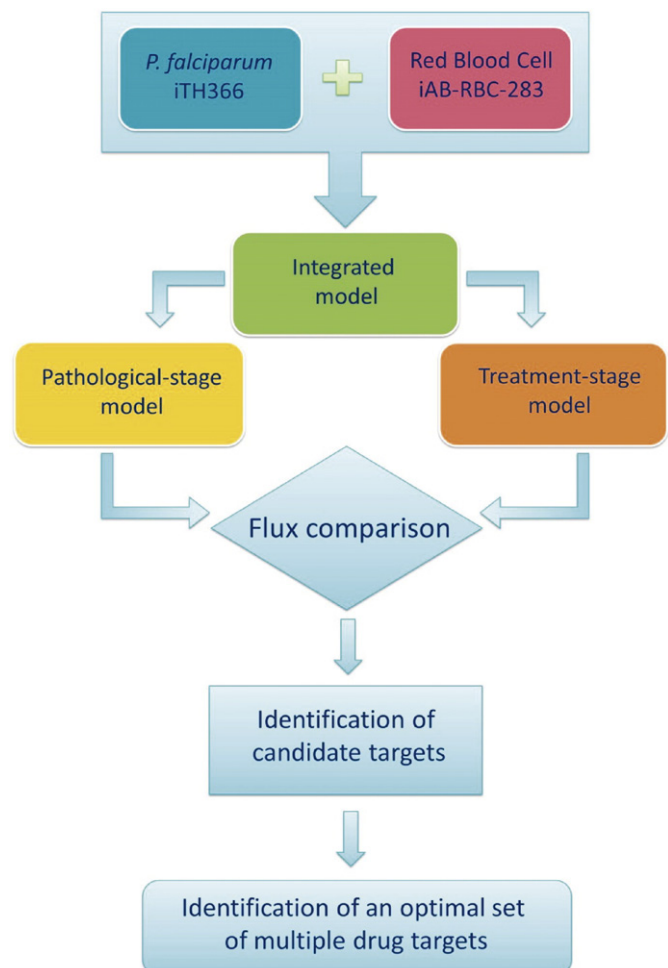 P. falciparum
iTH366
Red Blood Cell
iAB-RBC-283
Integrated
model
Pathological-stage
model
Treatment-stage
model
Flux comparison
Identification of
candidate targets
Identification of an optimal set
of multiple drug targets